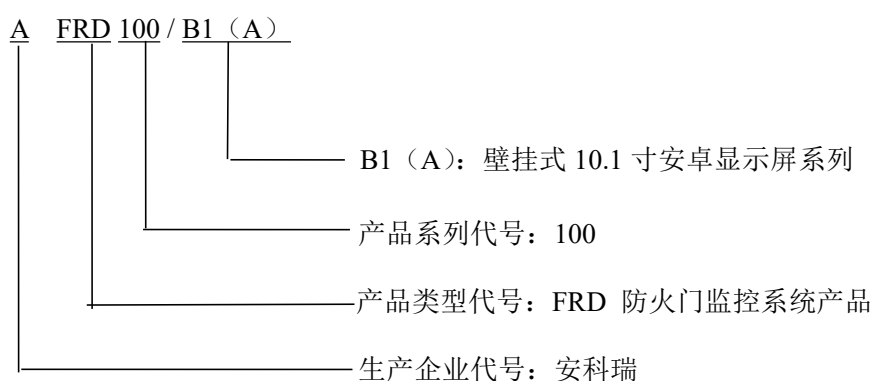 A FRD 100 / B1（A）
B1（A）：壁挂式 10.1 寸安卓显示屏系列
产品系列代号：100
产品类型代号：FRD 防火门监控系统产品
生产企业代号：安科瑞